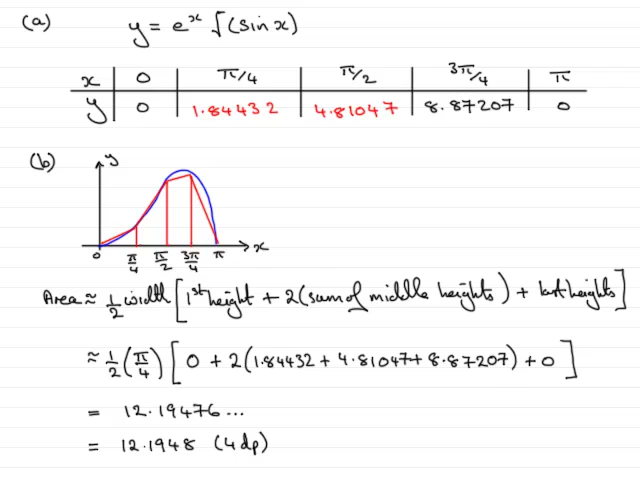 (a) y = eˣ √(sin x)
x 0 π/4 π/2 3π/4 π
y 0 1.84432 4.81047 8.87207 0
(b) y
x
0 π/4 π/2 3π/4 π
Area ≈ 1/2 width [ 1st height + 2(sum of middle heights) + last heights ]
≈ 1/2 (π/4) [ 0 + 2(1.84432 + 4.81047 + 8.87207) + 0 ]
= 12.19476...
= 12.1948 (4dp)